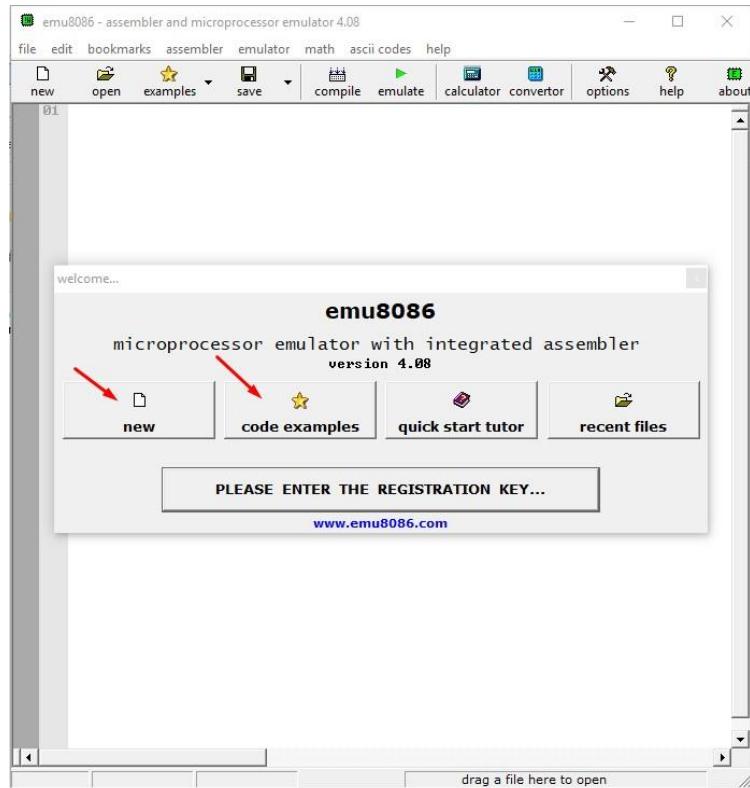 emu8086 - assembler and microprocessor emulator 4.08
file edit bookmarks assembler emulator math ascii codes help
new open examples save compile emulate calculator convertor options help about
01
welcome...
emu8086
microprocessor emulator with integrated assembler
version 4.08
new code examples quick start tutor recent files
PLEASE ENTER THE REGISTRATION KEY...
www.emu8086.com
drag a file here to open